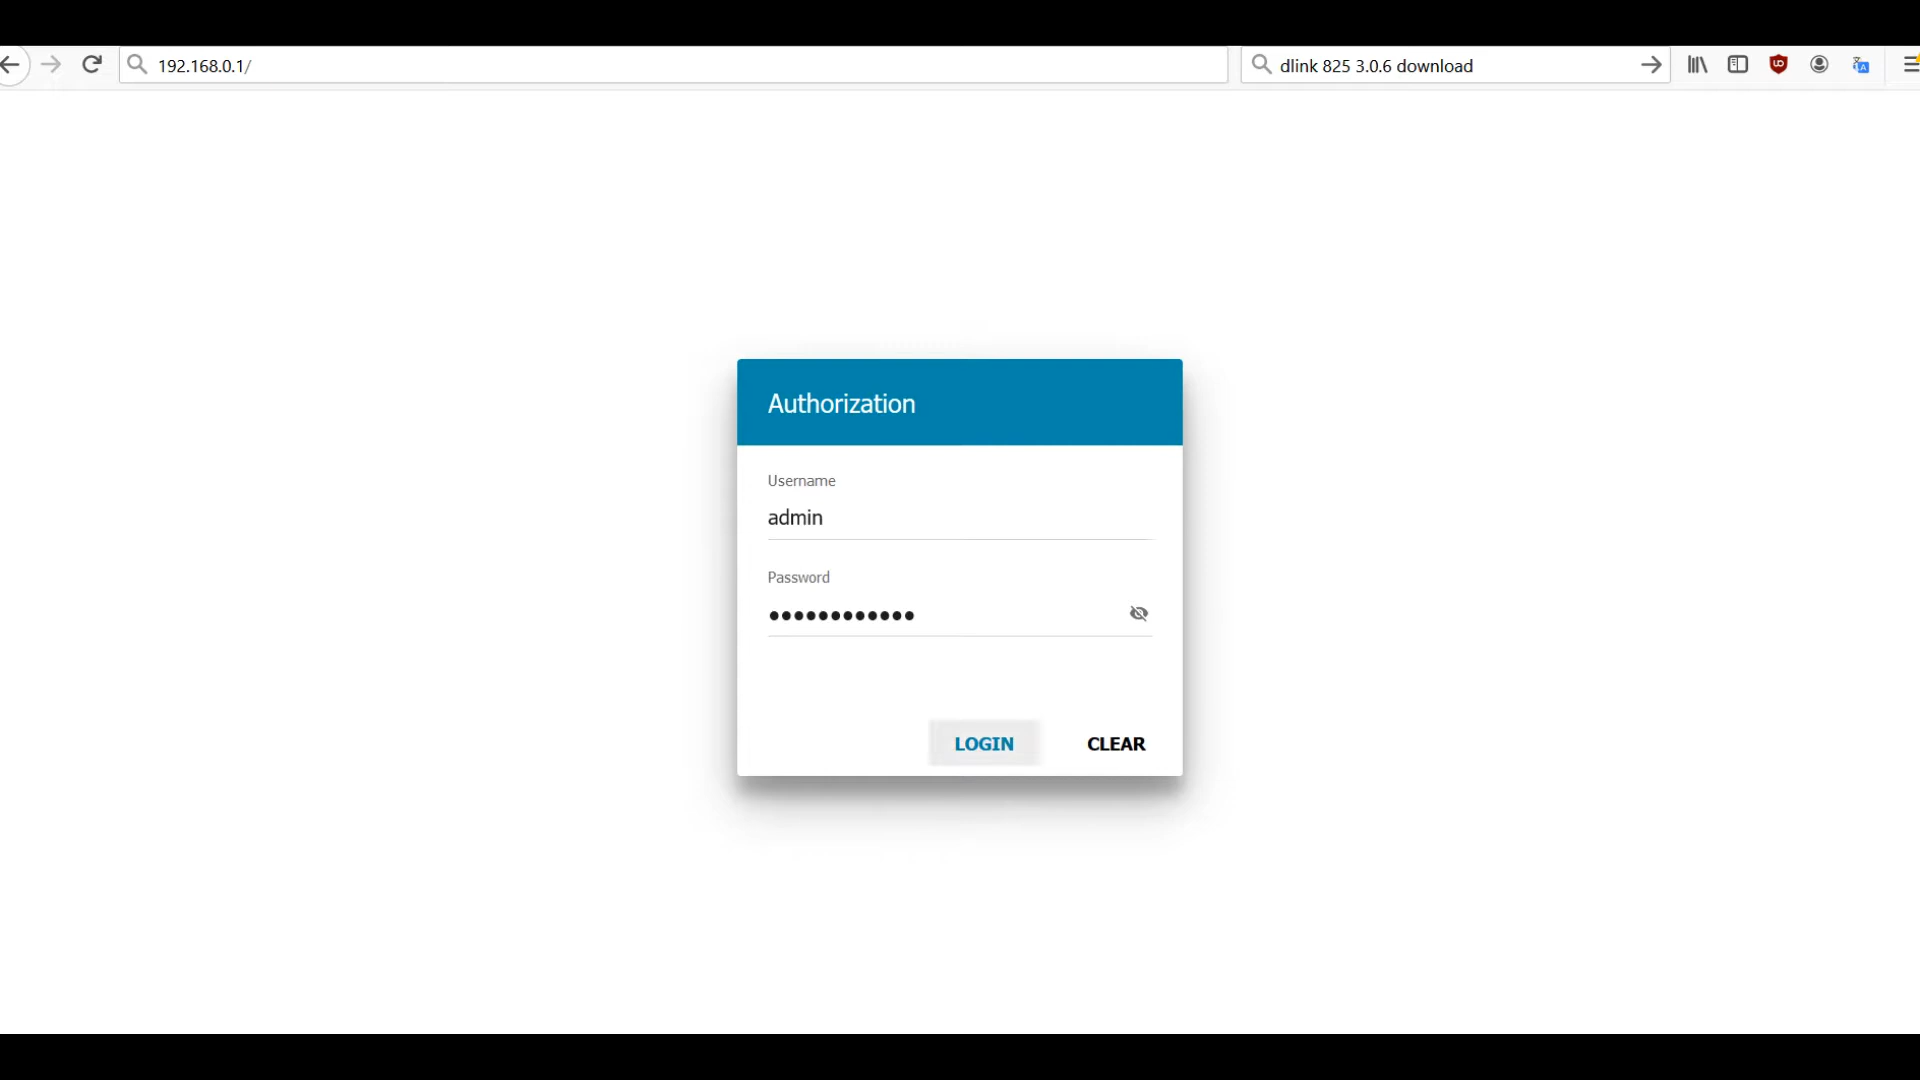 192.168.0.1/
dlink 825 3.0.6 download
Authorization
Username
admin
Password
●●●●●●●●●●●●
LOGIN
CLEAR